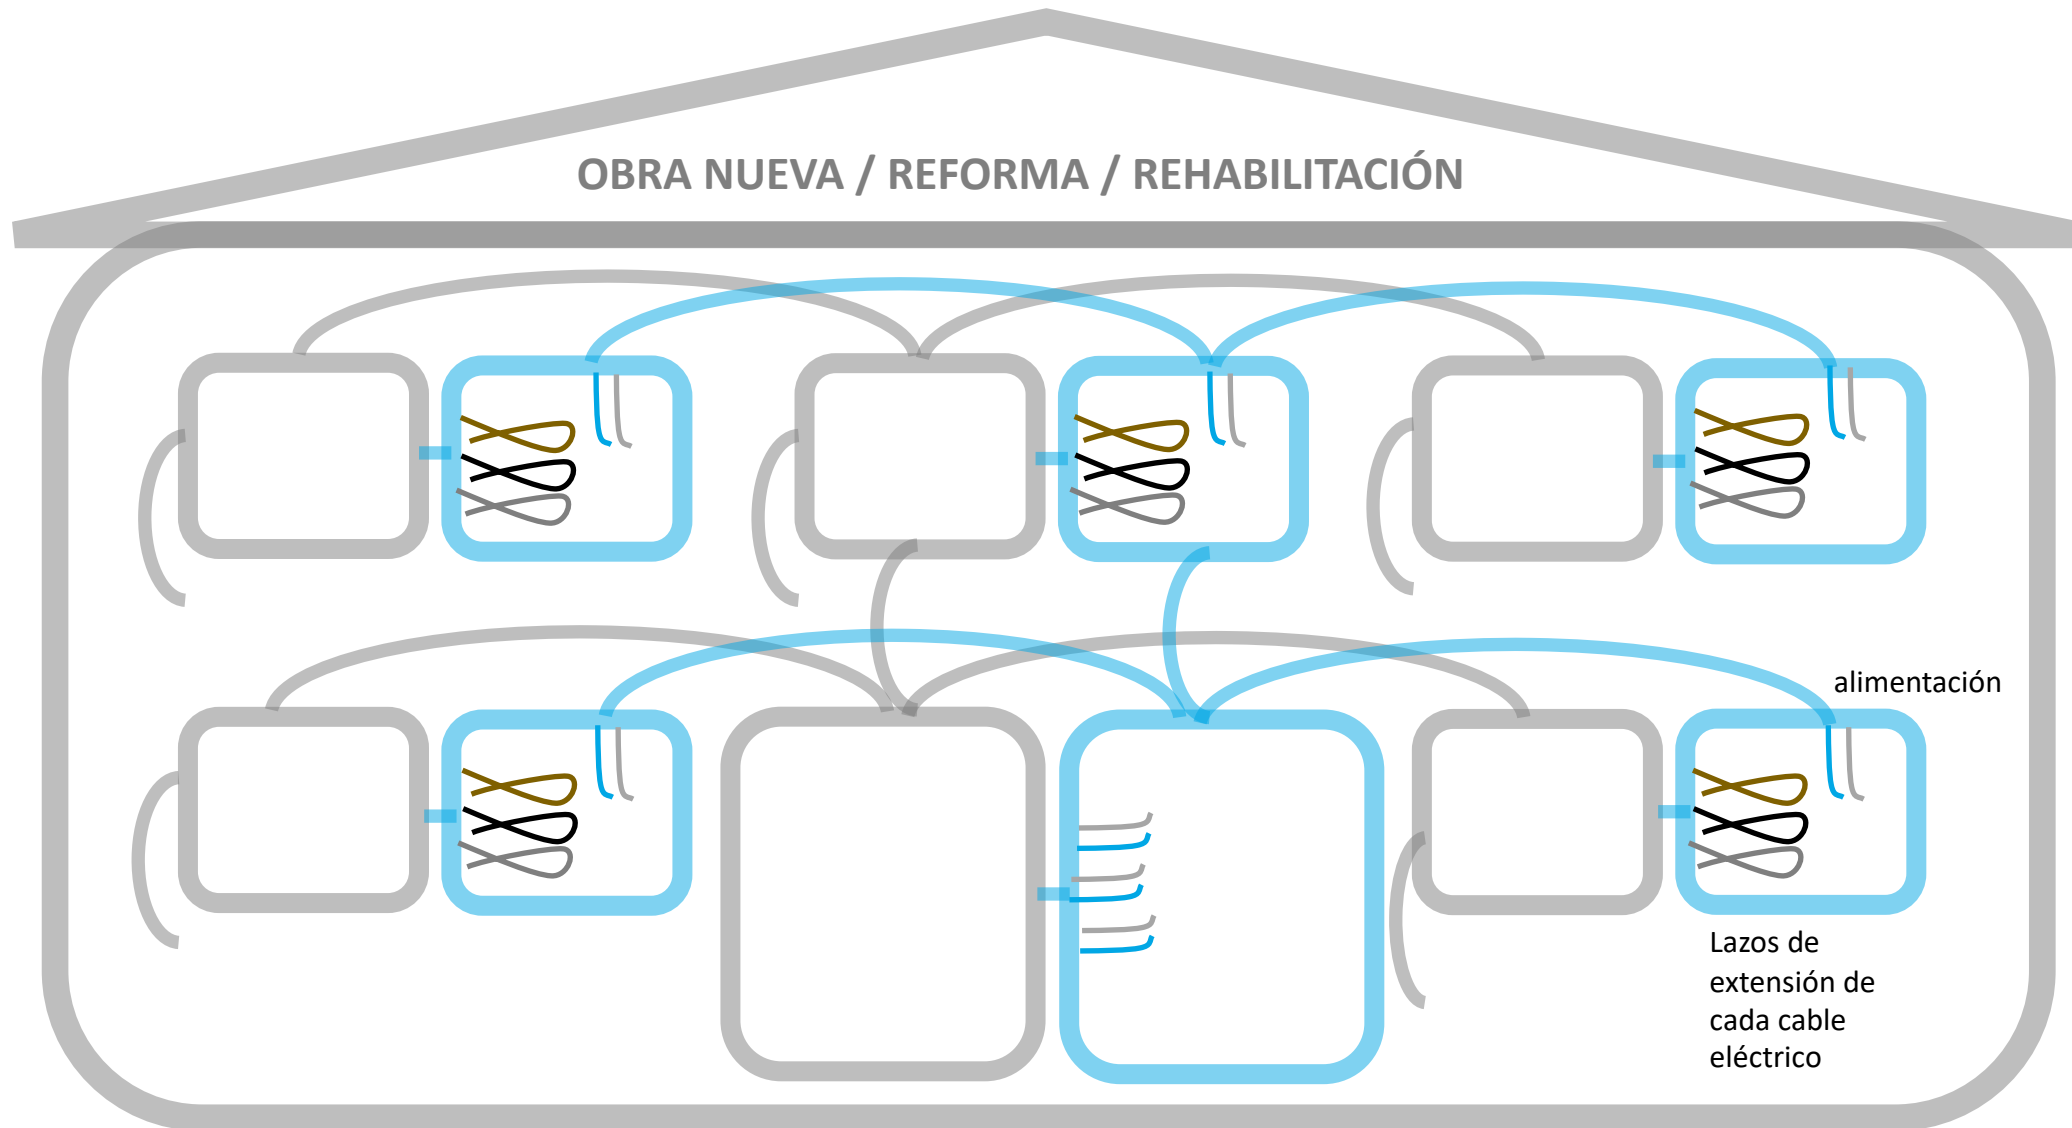 OBRA NUEVA / REFORMA / REHABILITACIÓN
alimentación
Lazos de
extensión de
cada cable
eléctrico